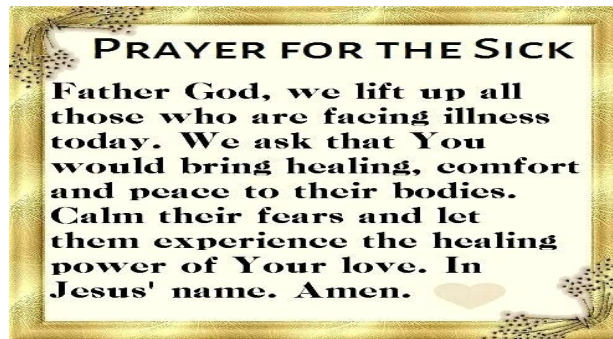 PRAYER FOR THE SICK
Father God, we lift up all
those who are facing illness
today. We ask that You
would bring healing, comfort
and peace to their bodies.
Calm their fears and let
them experience the healing
power of Your love. In
Jesus' name. Amen.